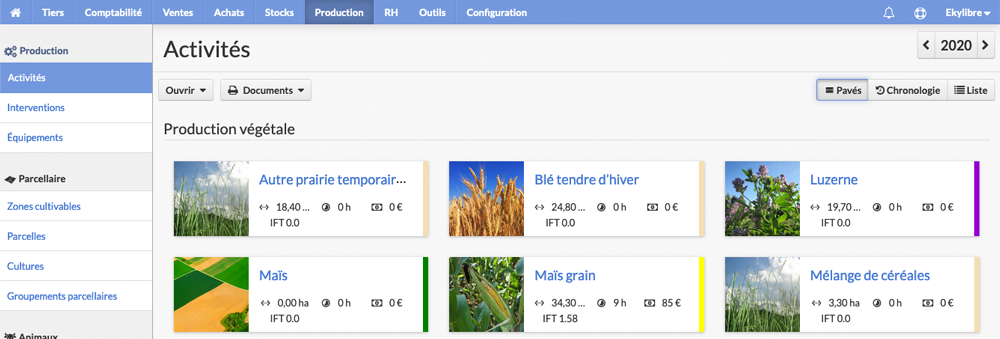 Tiers Comptabilité Ventes Achats Stocks Production RH Outils Configuration Ekylibre
Production
Activités
Interventions
Équipements
Parcellaire
Zones cultivables
Parcelles
Cultures
Groupements parcellaires
Animaux
Activités
2020
Ouvrir Documents Pavés Chronologie Liste
Production végétale
Autre prairie temporair...
18,40 ... 0 h 0 €
IFT 0.0
Blé tendre d'hiver
24,80 ... 0 h 0 €
IFT 0.0
Luzerne
19,70 ... 0 h 0 €
IFT 0.0
Maïs
0,00 ha 0 h 0 €
IFT 0.0
Maïs grain
34,30 ... 9 h 85 €
IFT 1.58
Mélange de céréales
3,30 ha 0 h 0 €
IFT 0.0